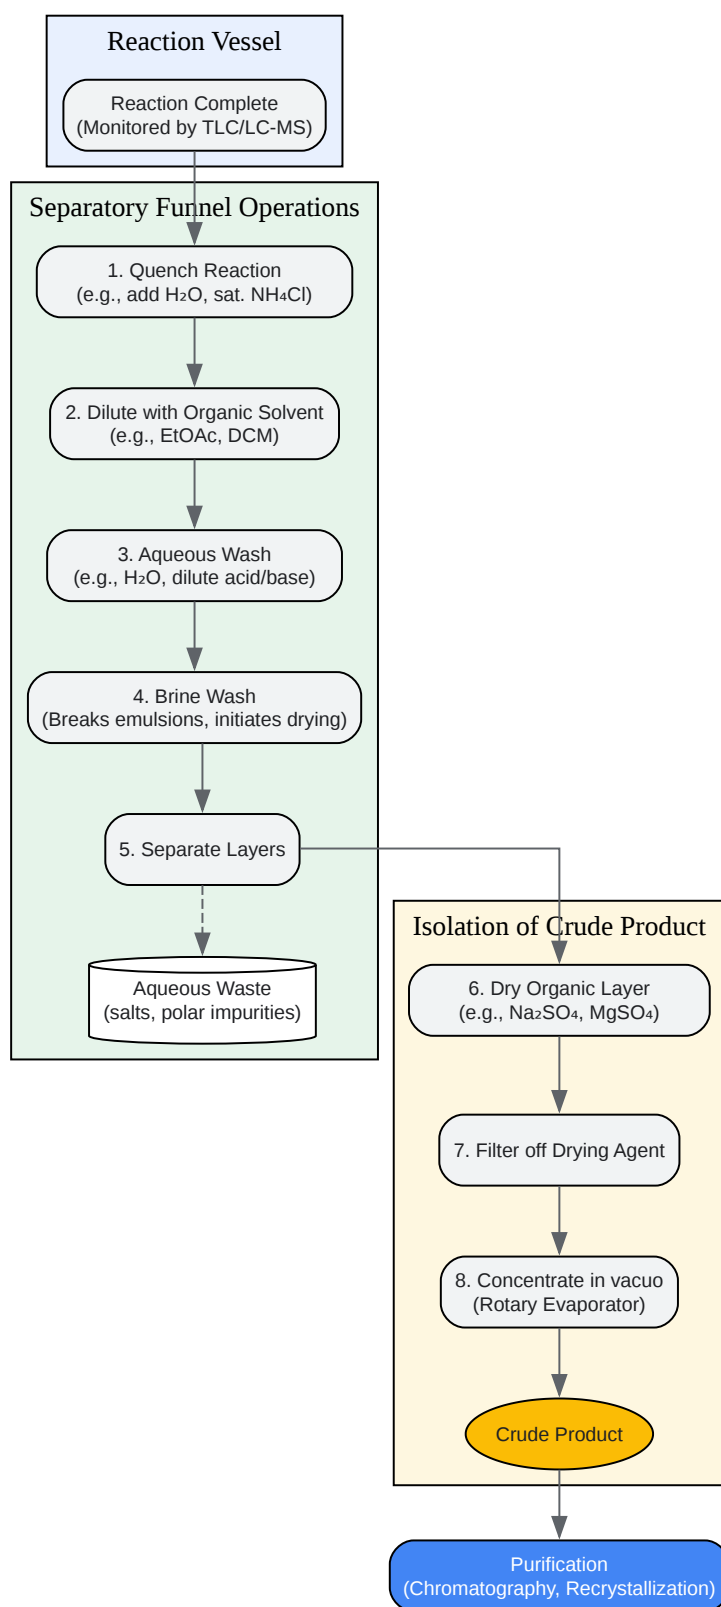 Reaction Vessel
Reaction Complete
(Monitored by TLC/LC-MS)
Separatory Funnel Operations
1. Quench Reaction
(e.g., add H₂O, sat. NH₄Cl)
2. Dilute with Organic Solvent
(e.g., EtOAc, DCM)
3. Aqueous Wash
(e.g., H₂O, dilute acid/base)
4. Brine Wash
(Breaks emulsions, initiates drying)
5. Separate Layers
Aqueous Waste
(salts, polar impurities)
Isolation of Crude Product
6. Dry Organic Layer
(e.g., Na₂SO₄, MgSO₄)
7. Filter off Drying Agent
8. Concentrate in vacuo
(Rotary Evaporator)
Crude Product
Purification
(Chromatography, Recrystallization)